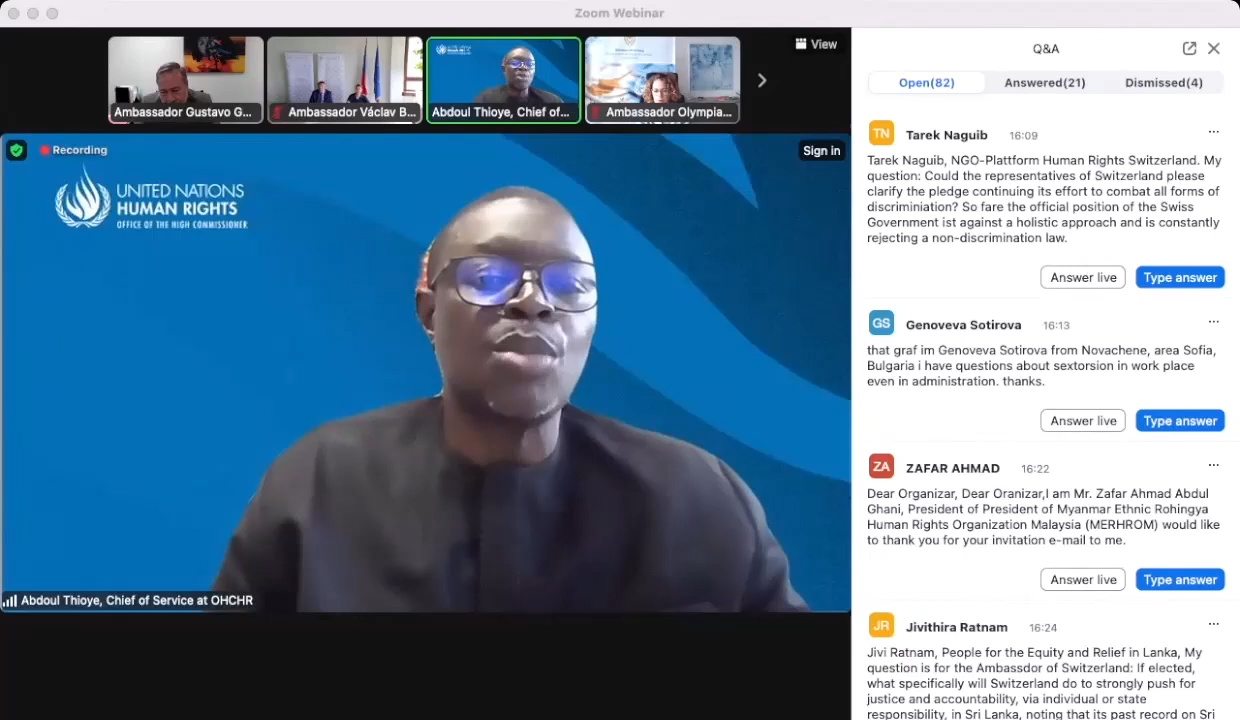 Zoom Webinar
View
Ambassador Gustavo G...
Ambassador Václav B...
Abdoul Thioye, Chief of...
Ambassador Olympia...
Recording
Sign in
UNITED NATIONS
HUMAN RIGHTS
OFFICE OF THE HIGH COMMISSIONER
Abdoul Thioye, Chief of Service at OHCHR
Q&A
Open(82)
Answered(21)
Dismissed(4)
TN
Tarek Naguib 16:09
Tarek Naguib, NGO-Plattform Human Rights Switzerland. My
question: Could the representatives of Switzerland please
clarify the pledge continuing its effort to combat all forms of
discriminiation? So fare the official position of the Swiss
Government ist against a holistic approach and is constantly
rejecting a non-discrimination law.
Answer live
Type answer
GS
Genoveva Sotirova 16:13
that graf im Genoveva Sotirova from Novachene, area Sofia,
Bulgaria i have questions about sextorsion in work place
even in administration. thanks.
Answer live
Type answer
ZA
ZAFAR AHMAD 16:22
Dear Organizar, Dear Oranizar,I am Mr. Zafar Ahmad Abdul
Ghani, President of President of Myanmar Ethnic Rohingya
Human Rights Organization Malaysia (MERHROM) would like
to thank you for your invitation e-mail to me.
Answer live
Type answer
JR
Jivithira Ratnam 16:24
Jivi Ratnam, People for the Equity and Relief in Lanka, My
question is for the Ambassdor of Switzerland: If elected,
what specifically will Switzerland do to strongly push for
justice and accountability, via individual or state
responsibility, in Sri Lanka, noting that its past record on Sri